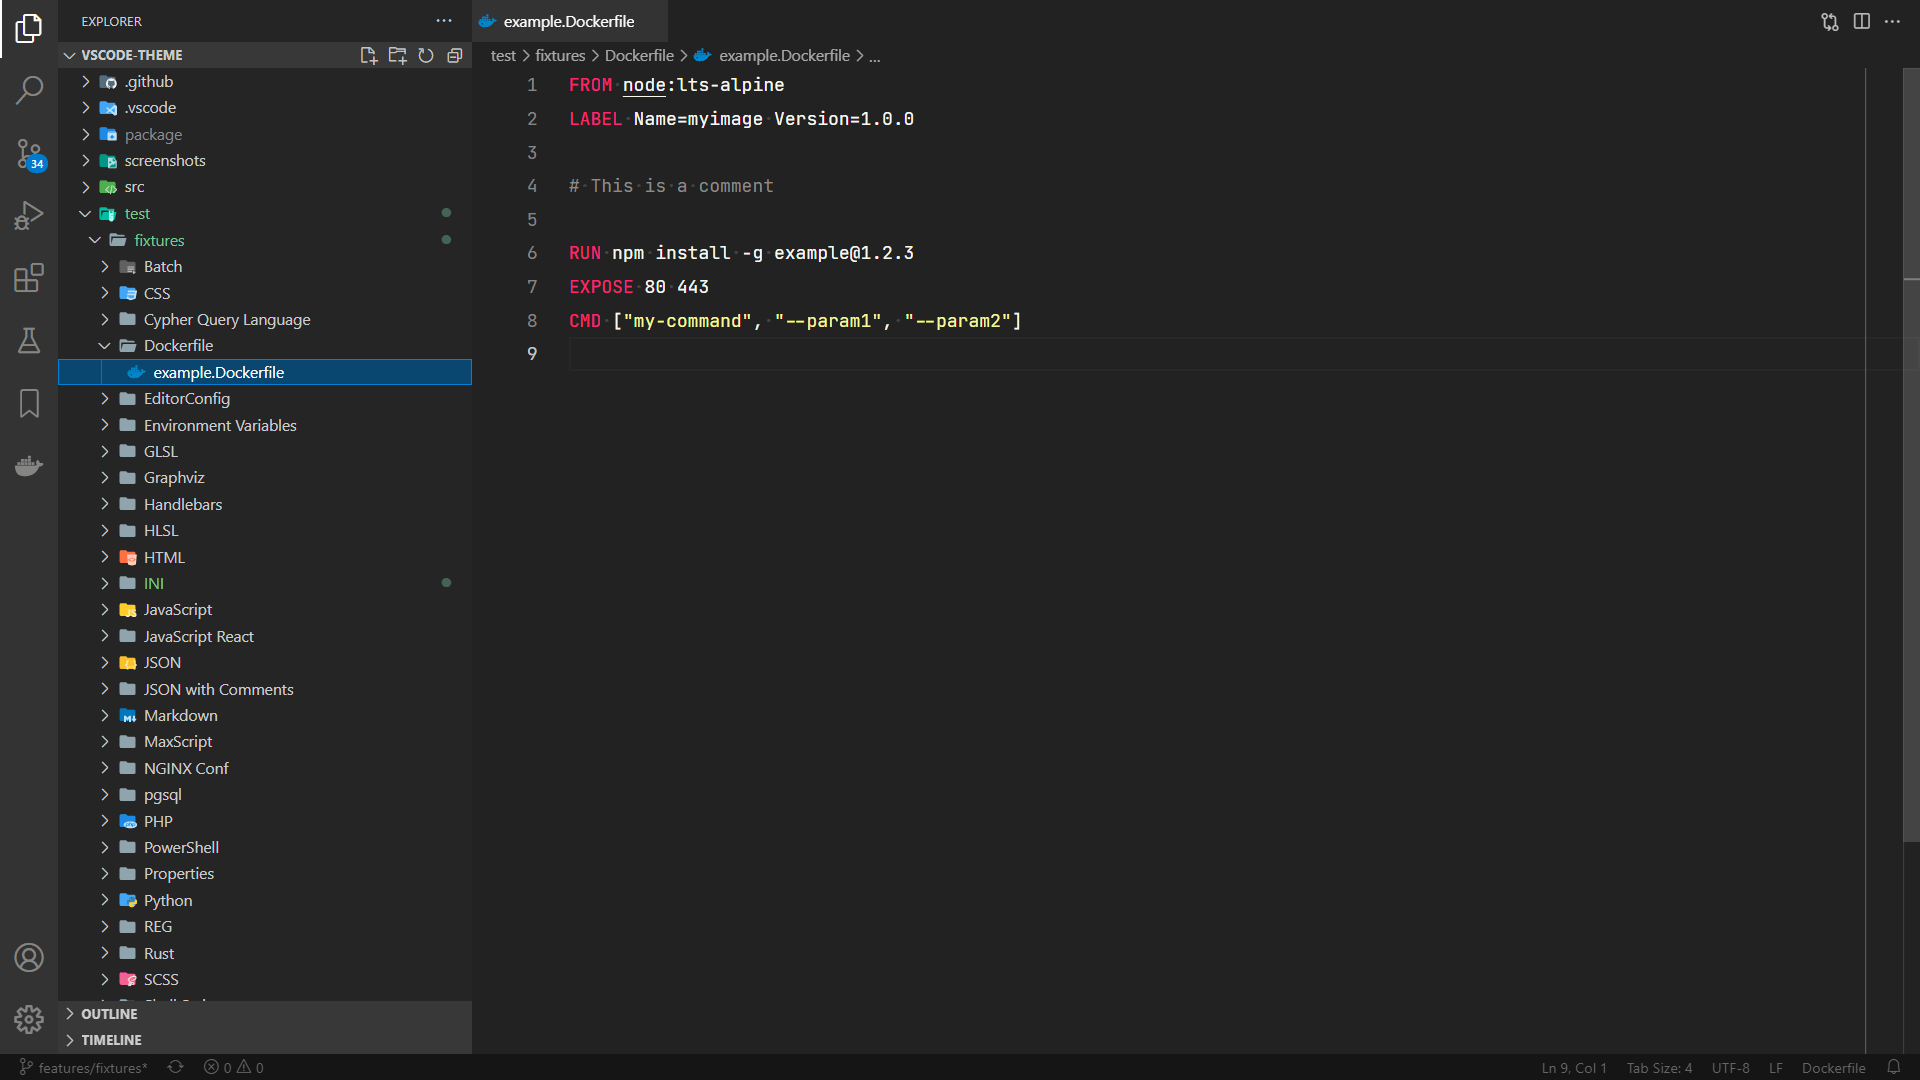 EXPLORER
VSCODE-THEME
.github
.vscode
package
screenshots
src
test
fixtures
Batch
CSS
Cypher Query Language
Dockerfile
example.Dockerfile
EditorConfig
Environment Variables
GLSL
Graphviz
Handlebars
HLSL
HTML
INI
JavaScript
JavaScript React
JSON
JSON with Comments
Markdown
MaxScript
NGINX Conf
pgsql
PHP
PowerShell
Properties
Python
REG
Rust
SCSS
OUTLINE
TIMELINE
34
example.Dockerfile
test > fixtures > Dockerfile > example.Dockerfile > ...
1 FROM node:lts-alpine
2 LABEL Name=myimage Version=1.0.0
3
4 # This is a comment
5
6 RUN npm install -g example@1.2.3
7 EXPOSE 80 443
8 CMD ["my-command", "--param1", "--param2"]
9
features/fixtures* 0 0 Ln 9, Col 1 Tab Size: 4 UTF-8 LF Dockerfile